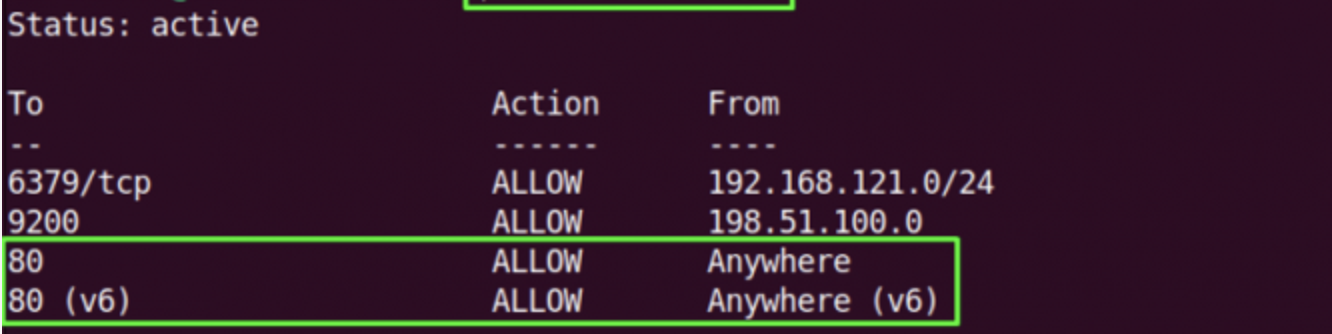 Status: active
To Action From
-- ------ ----
6379/tcp ALLOW 192.168.121.0/24
9200 ALLOW 198.51.100.0
80 ALLOW Anywhere
80 (v6) ALLOW Anywhere (v6)